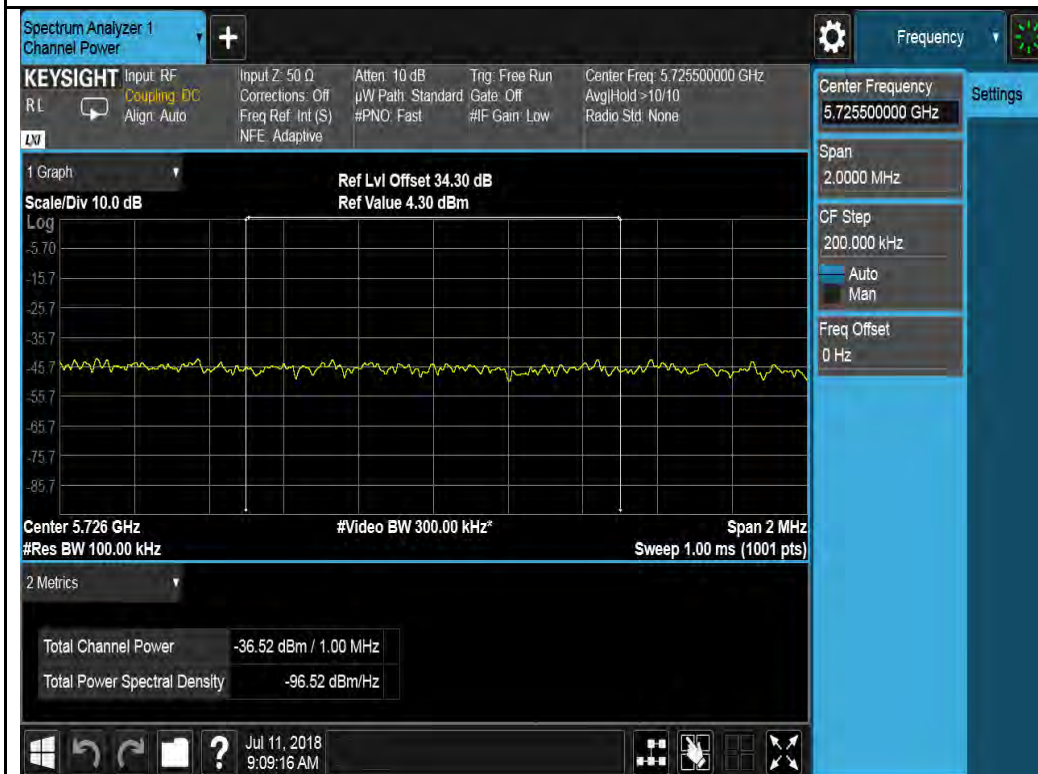 Spectrum Analyzer 1
Channel Power
+
Frequency
KEYSIGHT
RL
LXI
Input: RF
Coupling: DC
Align: Auto
Input Z: 50 Ω
Corrections: Off
Freq Ref: Int (S)
NFE: Adaptive
Atten: 10 dB
µW Path: Standard
#PNO: Fast
Trig: Free Run
Gate: Off
#IF Gain: Low
Center Freq: 5.725500000 GHz
Avg|Hold >10/10
Radio Std: None
1 Graph
Scale/Div 10.0 dB
Ref Lvl Offset 34.30 dB
Ref Value 4.30 dBm
Log
-5.70
-15.7
-25.7
-35.7
-45.7
-55.7
-65.7
-75.7
-85.7
Center 5.726 GHz
#Video BW 300.00 kHz*
Span 2 MHz
#Res BW 100.00 kHz
Sweep 1.00 ms (1001 pts)
2 Metrics
Total Channel Power -36.52 dBm / 1.00 MHz
Total Power Spectral Density -96.52 dBm/Hz
?
Jul 11, 2018
9:09:16 AM
Center Frequency
5.725500000 GHz
Settings
Span
2.0000 MHz
CF Step
200.000 kHz
Auto
Man
Freq Offset
0 Hz